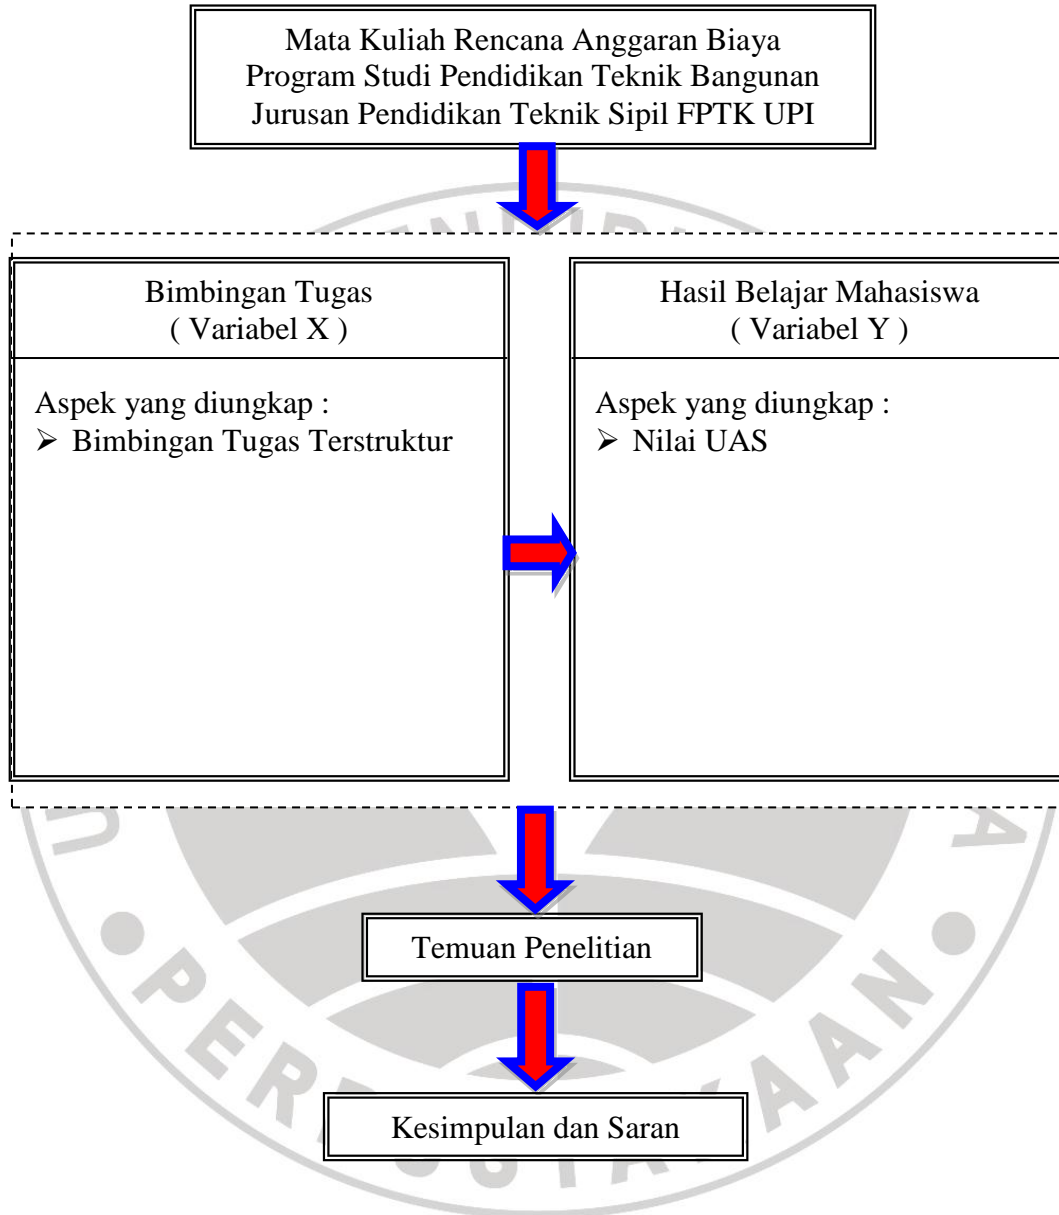 Mata Kuliah Rencana Anggaran Biaya
Program Studi Pendidikan Teknik Bangunan
Jurusan Pendidikan Teknik Sipil FPTK UPI
Bimbingan Tugas
( Variabel X )
Aspek yang diungkap :
➢ Bimbingan Tugas Terstruktur
Hasil Belajar Mahasiswa
( Variabel Y )
Aspek yang diungkap :
➢ Nilai UAS
Temuan Penelitian
Kesimpulan dan Saran